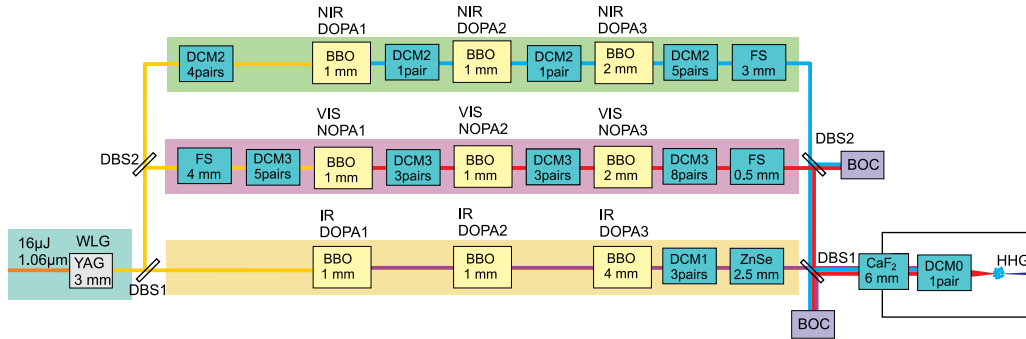 NIR
DOPA1
NIR
DOPA2
NIR
DOPA3
DCM2
4pairs
BBO
1 mm
DCM2
1pair
BBO
1 mm
DCM2
1pair
BBO
2 mm
DCM2
5pairs
FS
3 mm
VIS
NOPA1
VIS
NOPA2
VIS
NOPA3
DBS2
FS
4 mm
DCM3
5pairs
BBO
1 mm
DCM3
3pairs
BBO
1 mm
DCM3
3pairs
BBO
2 mm
DCM3
8pairs
FS
0.5 mm
DBS2
BOC
IR
DOPA1
IR
DOPA2
IR
DOPA3
16µJ
1.06µm
WLG
YAG
3 mm
DBS1
BBO
1 mm
BBO
1 mm
BBO
4 mm
DCM1
3pairs
ZnSe
2.5 mm
DBS1
CaF₂
6 mm
DCM0
1pair
HHG
BOC